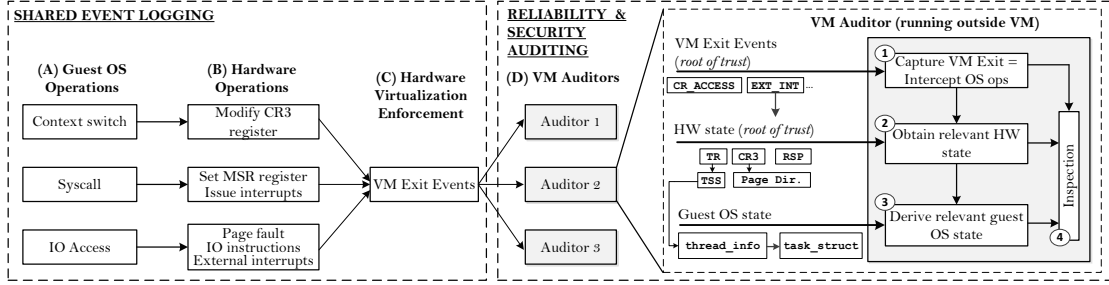 SHARED EVENT LOGGING
(A) Guest OS
Operations
(B) Hardware
Operations
(C) Hardware
Virtualization
Enforcement
Context switch
Modify CR3
register
Syscall
Set MSR register
Issue interrupts
IO Access
Page fault
IO instructions
External interrupts
VM Exit Events
RELIABILITY &
SECURITY
AUDITING
(D) VM Auditors
Auditor 1
Auditor 2
Auditor 3
VM Auditor (running outside VM)
VM Exit Events
(root of trust)
CR_ACCESS
EXT_INT
...
HW state (root of trust)
TR
CR3
RSP
TSS
Page Dir.
Guest OS state
thread_info
task_struct
1
Capture VM Exit =
Intercept OS ops
2
Obtain relevant HW
state
3
Derive relevant guest
OS state
Inspection
4